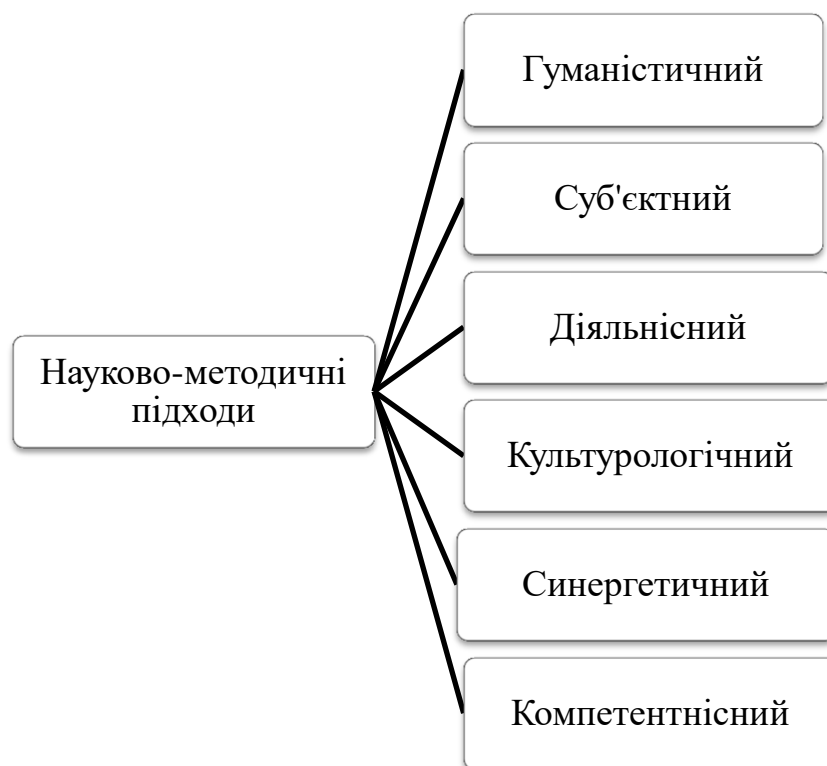 Гуманістичний
Суб'єктний
Діяльнісний
Науково-методичні
підходи
Культурологічний
Синергетичний
Компетентнісний